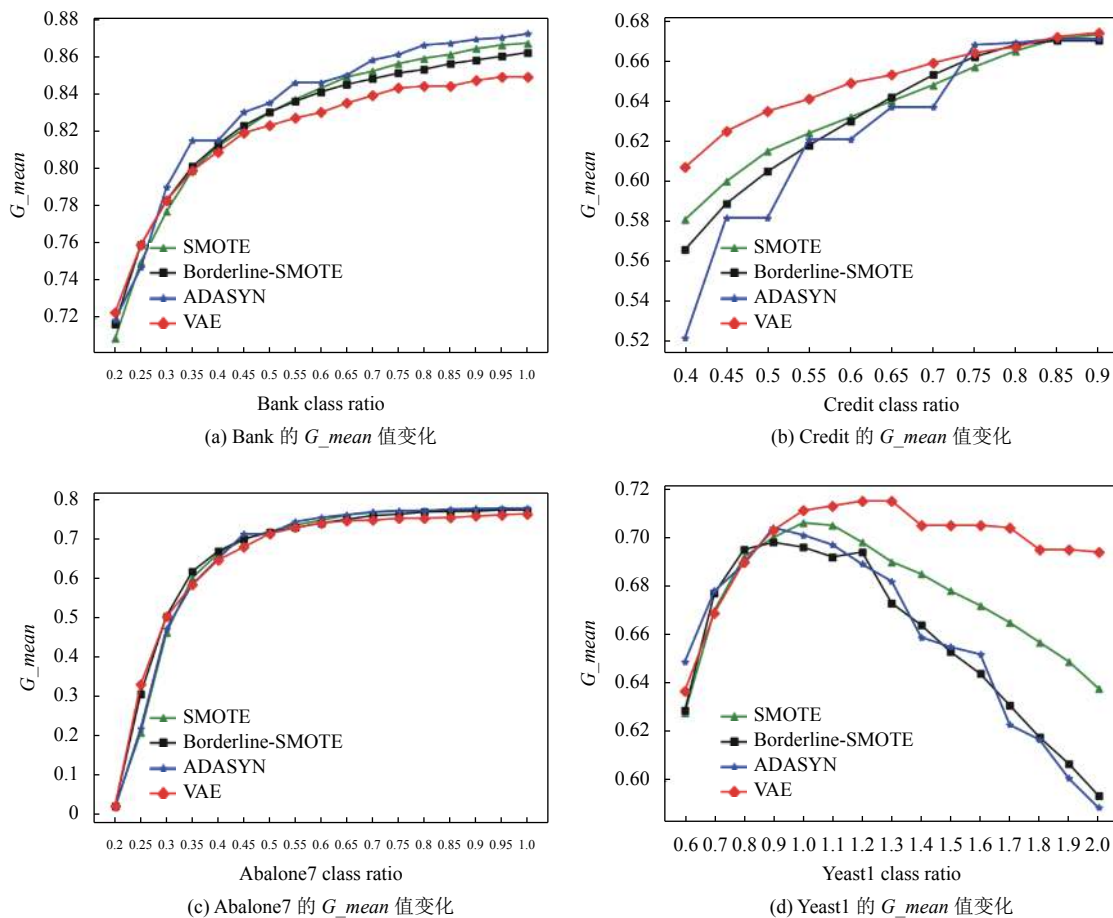 0.88
0.86
0.84
0.82
0.80
0.78
0.76
0.74
0.72
G_mean
SMOTE
Borderline-SMOTE
ADASYN
VAE
0.2 0.25 0.3 0.35 0.4 0.45 0.5 0.55 0.6 0.65 0.7 0.75 0.8 0.85 0.9 0.95 1.0
Bank class ratio
(a) Bank 的 G_mean 值变化
0.68
0.66
0.64
0.62
0.60
0.58
0.56
0.54
0.52
G_mean
SMOTE
Borderline-SMOTE
ADASYN
VAE
0.4 0.45 0.5 0.55 0.6 0.65 0.7 0.75 0.8 0.85 0.9
Credit class ratio
(b) Credit 的 G_mean 值变化
0.8
0.7
0.6
0.5
0.4
0.3
0.2
0.1
0
G_mean
SMOTE
Borderline-SMOTE
ADASYN
VAE
0.2 0.25 0.3 0.35 0.4 0.45 0.5 0.55 0.6 0.65 0.7 0.75 0.8 0.85 0.9 0.95 1.0
Abalone7 class ratio
(c) Abalone7 的 G_mean 值变化
0.72
0.70
0.68
0.66
0.64
0.62
0.60
G_mean
SMOTE
Borderline-SMOTE
ADASYN
VAE
0.6 0.7 0.8 0.9 1.0 1.1 1.2 1.3 1.4 1.5 1.6 1.7 1.8 1.9 2.0
Yeast1 class ratio
(d) Yeast1 的 G_mean 值变化